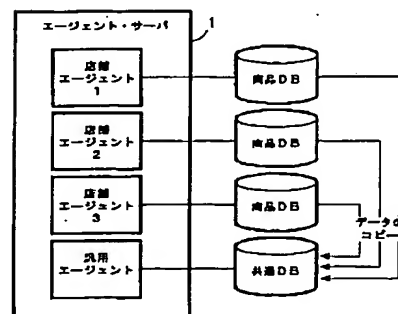 エージェント・サーバ
1
店舗
エージェント
1
商品DB
店舗
エージェント
2
商品DB
店舗
エージェント
3
商品DB
データの
コピー
汎用
エージェント
共通DB